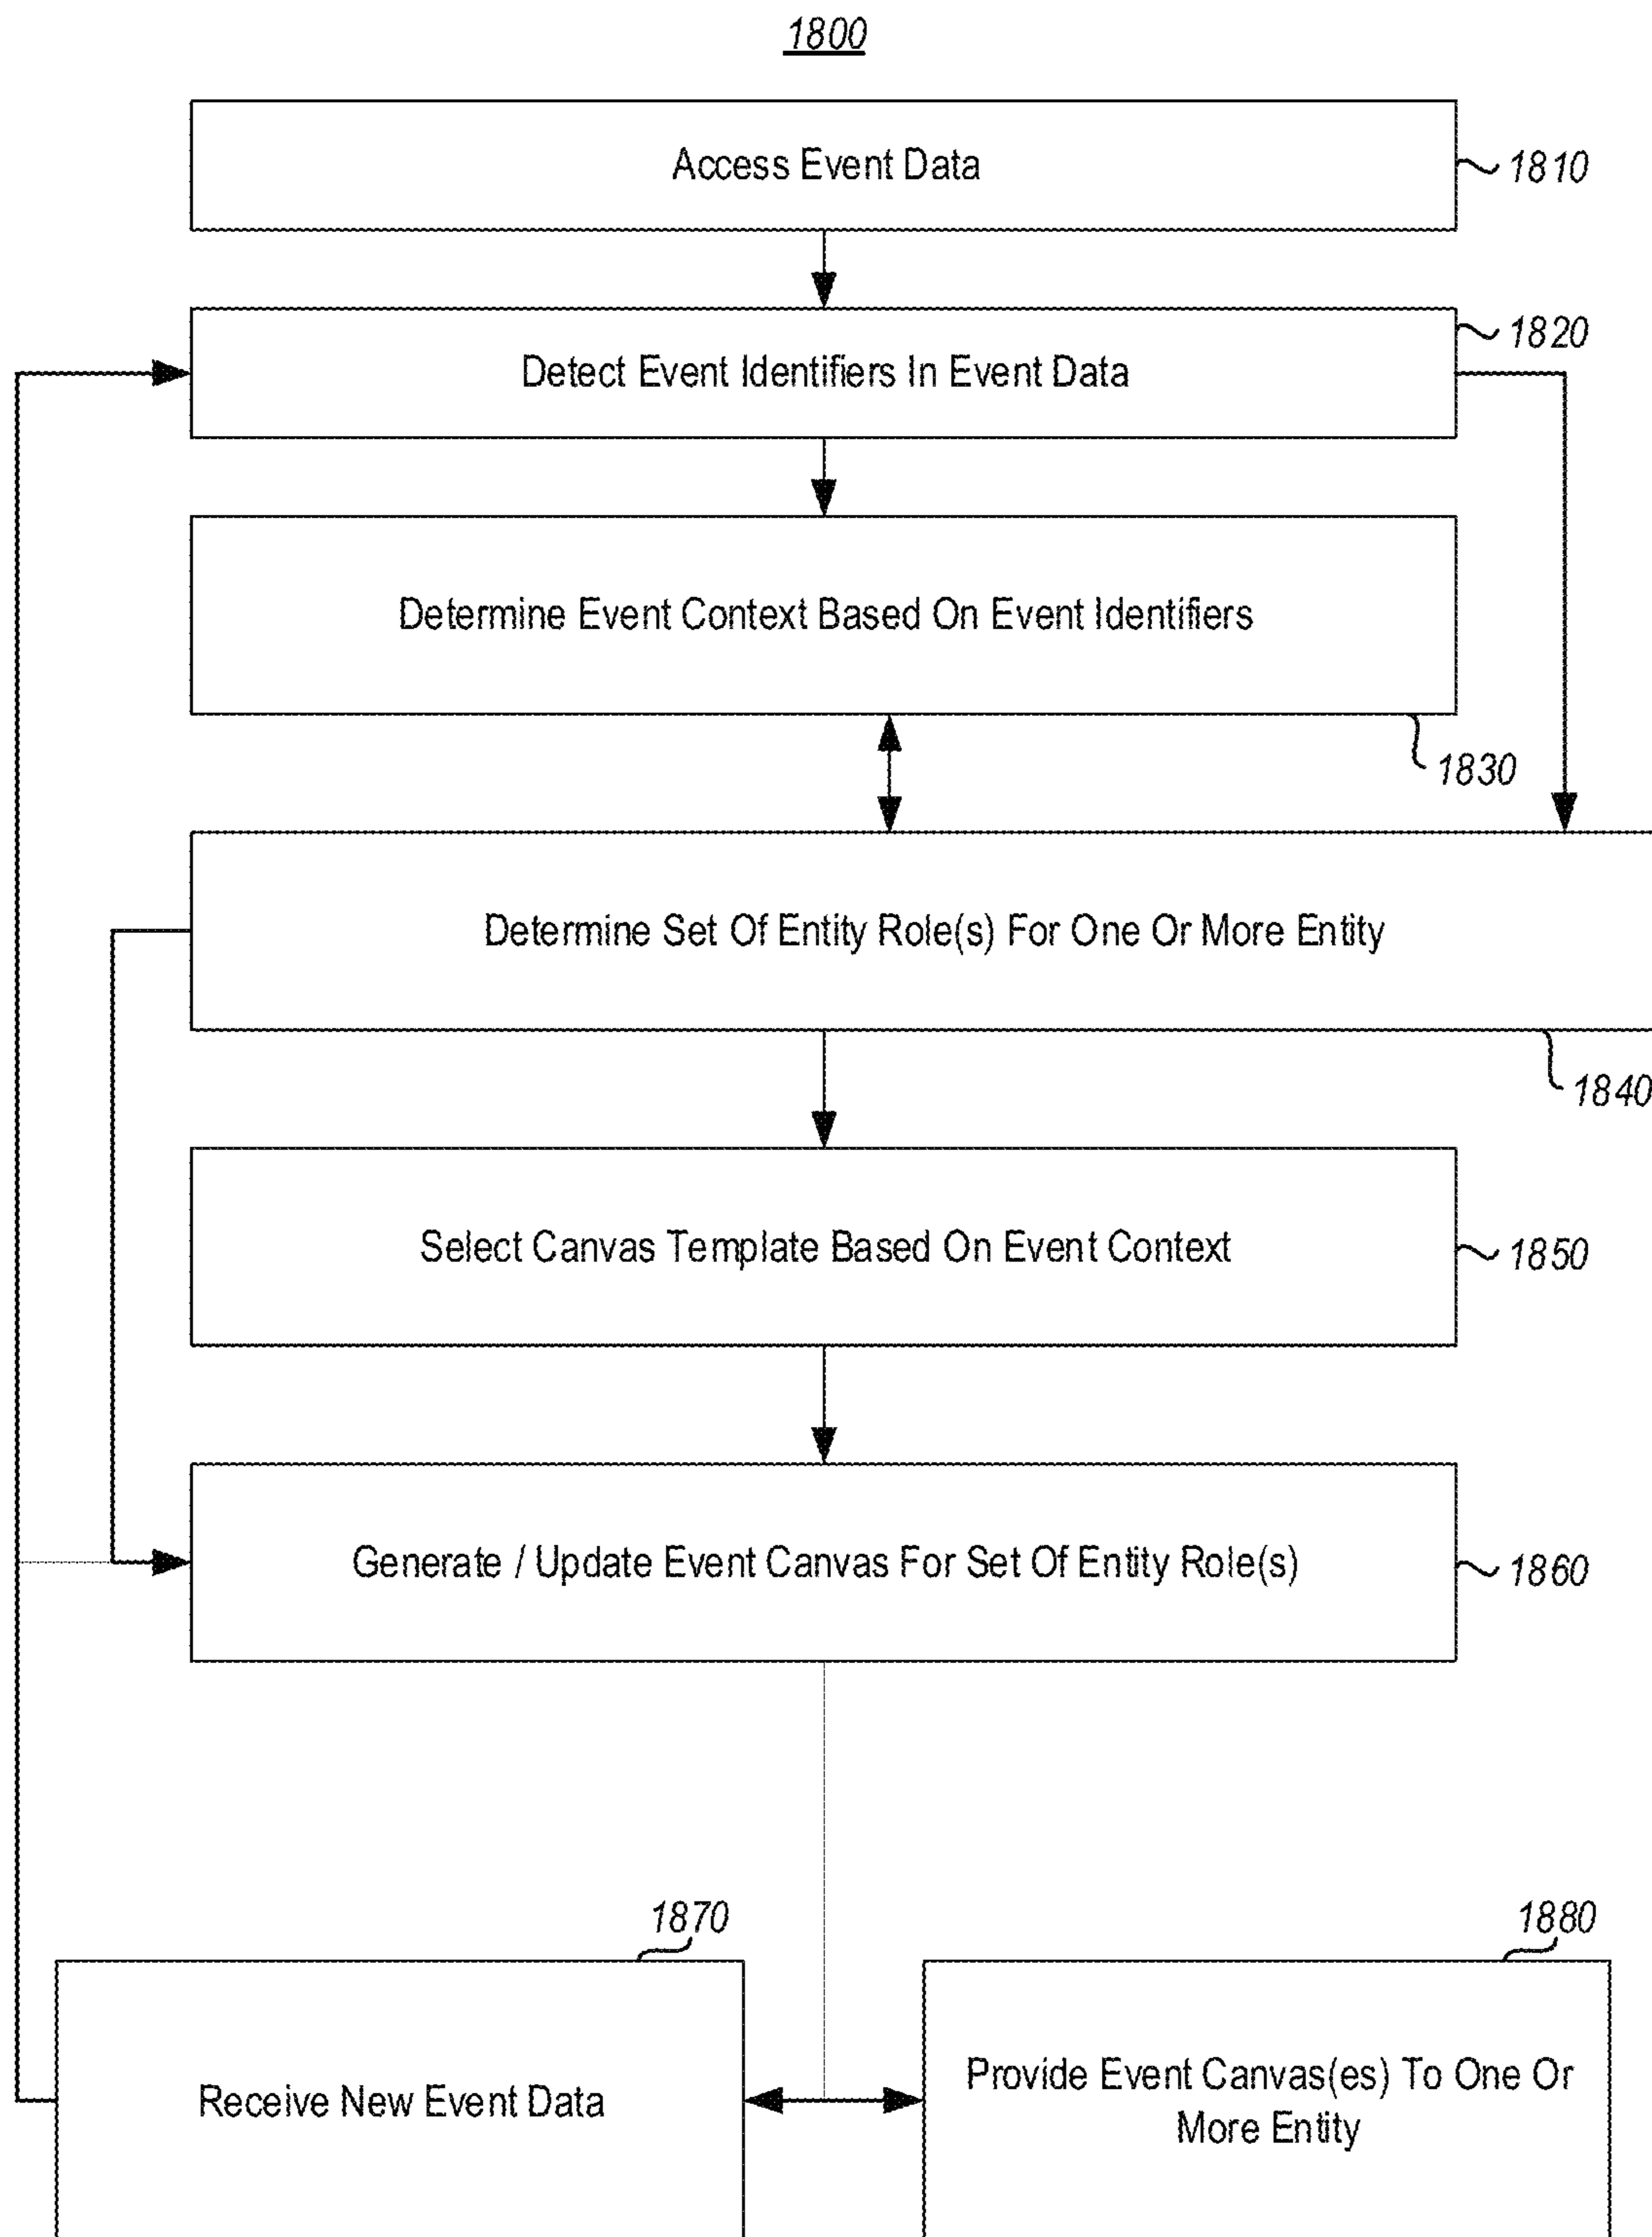 1800
Access Event Data
1810
Detect Event Identifiers In Event Data
1820
Determine Event Context Based On Event Identifiers
1830
Determine Set Of Entity Role(s) For One Or More Entity
1840
Select Canvas Template Based On Event Context
1850
Generate / Update Event Canvas For Set Of Entity Role(s)
1860
1870
Receive New Event Data
1880
Provide Event Canvas(es) To One Or
More Entity